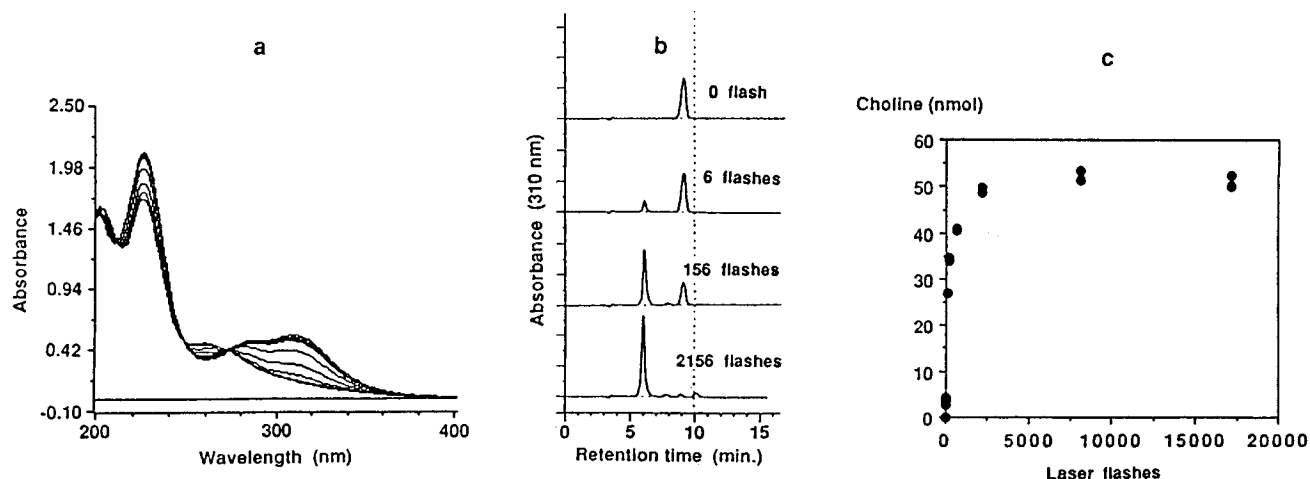 a
2.50
1.98
1.46
0.94
0.42
-0.10
Absorbance
200
300
400
Wavelength (nm)
b
Absorbance (310 nm)
0 flash
6 flashes
156 flashes
2156 flashes
0
5
10
15
Retention time (min.)
c
Choline (nmol)
60
50
40
30
20
10
0
0
5000
10000
15000
20000
Laser flashes